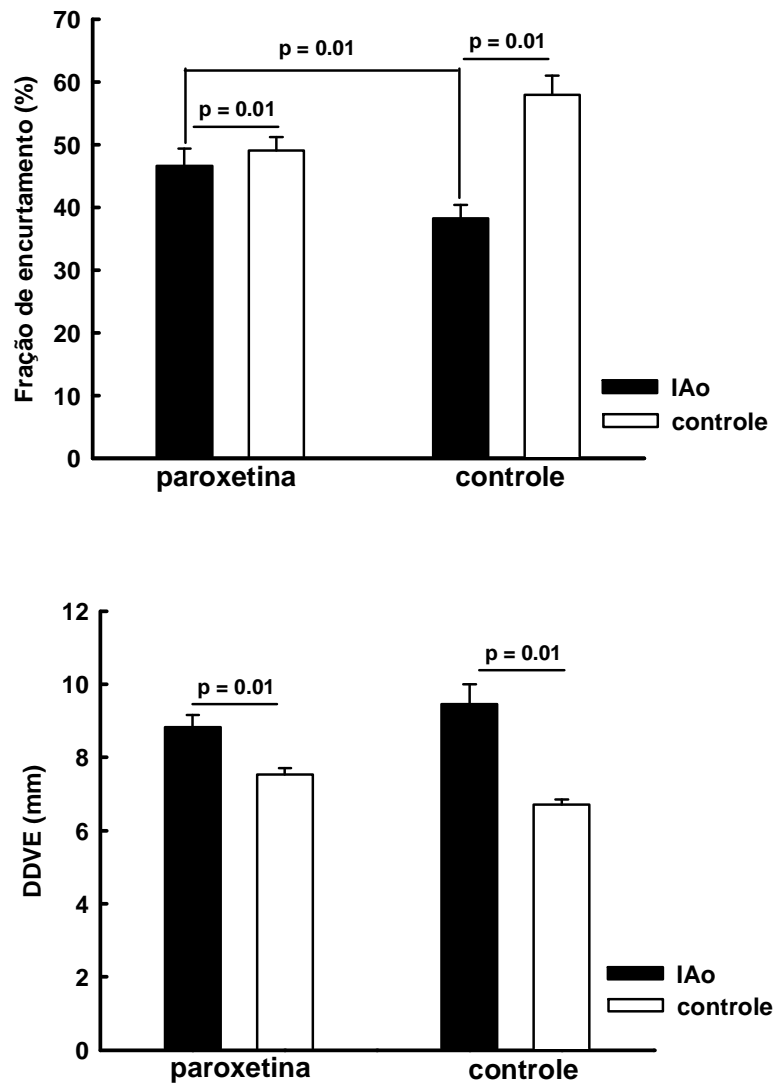 70
60
50
40
30
20
10
0
Fração de encurtamento (%)
p = 0.01
p = 0.01
p = 0.01
IAo
controle
paroxetina controle
12
10
8
6
4
2
0
DDVE (mm)
p = 0.01
p = 0.01
IAo
controle
paroxetina controle